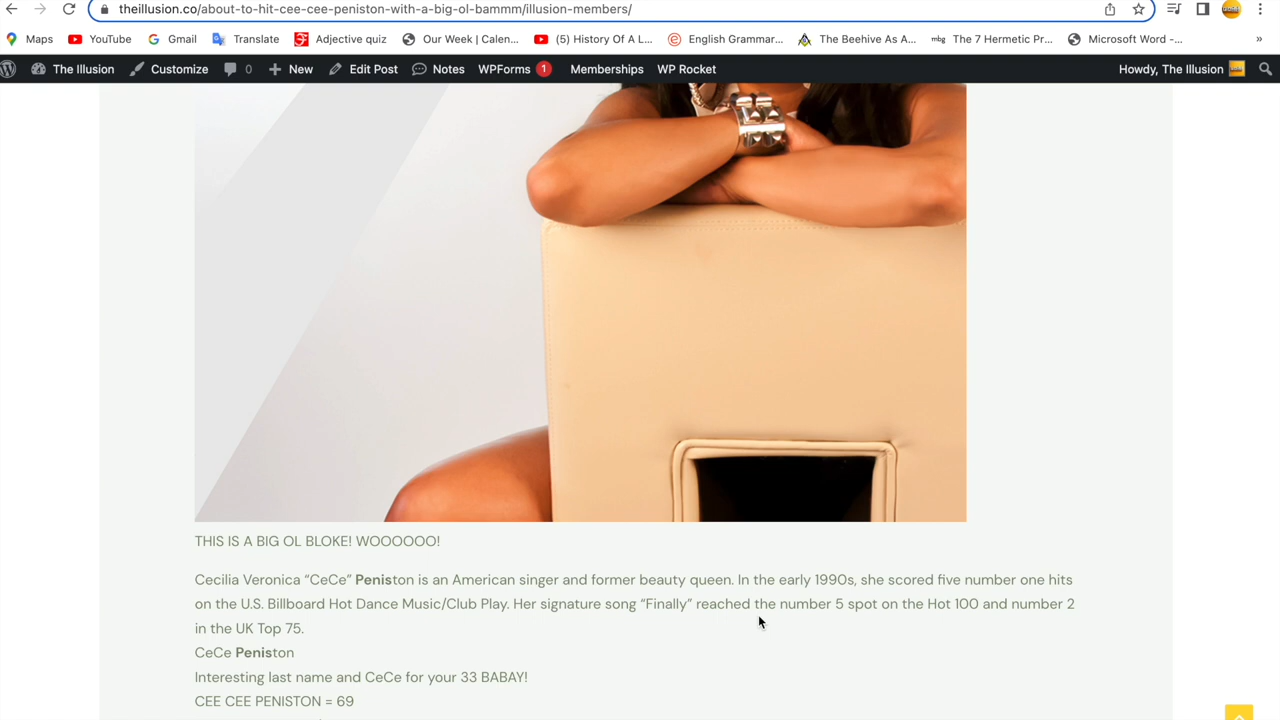 theillusion.co/about-to-hit-cee-cee-peniston-with-a-big-ol-bammm/illusion-members/
Maps YouTube Gmail Translate Adjective quiz Our Week | Calen... (5) History Of A L... English Grammar... The Beehive As A... mbg The 7 Hermetic Pr... Microsoft Word -... »
The Illusion Customize 0 New Edit Post Notes WPForms 1 Memberships WP Rocket Howdy, The Illusion
THIS IS A BIG OL BLOKE! WOOOOOO!
Cecilia Veronica “CeCe” Peniston is an American singer and former beauty queen. In the early 1990s, she scored five number one hits
on the U.S. Billboard Hot Dance Music/Club Play. Her signature song “Finally” reached the number 5 spot on the Hot 100 and number 2
in the UK Top 75.
CeCe Peniston
Interesting last name and CeCe for your 33 BABAY!
CEE CEE PENISTON = 69